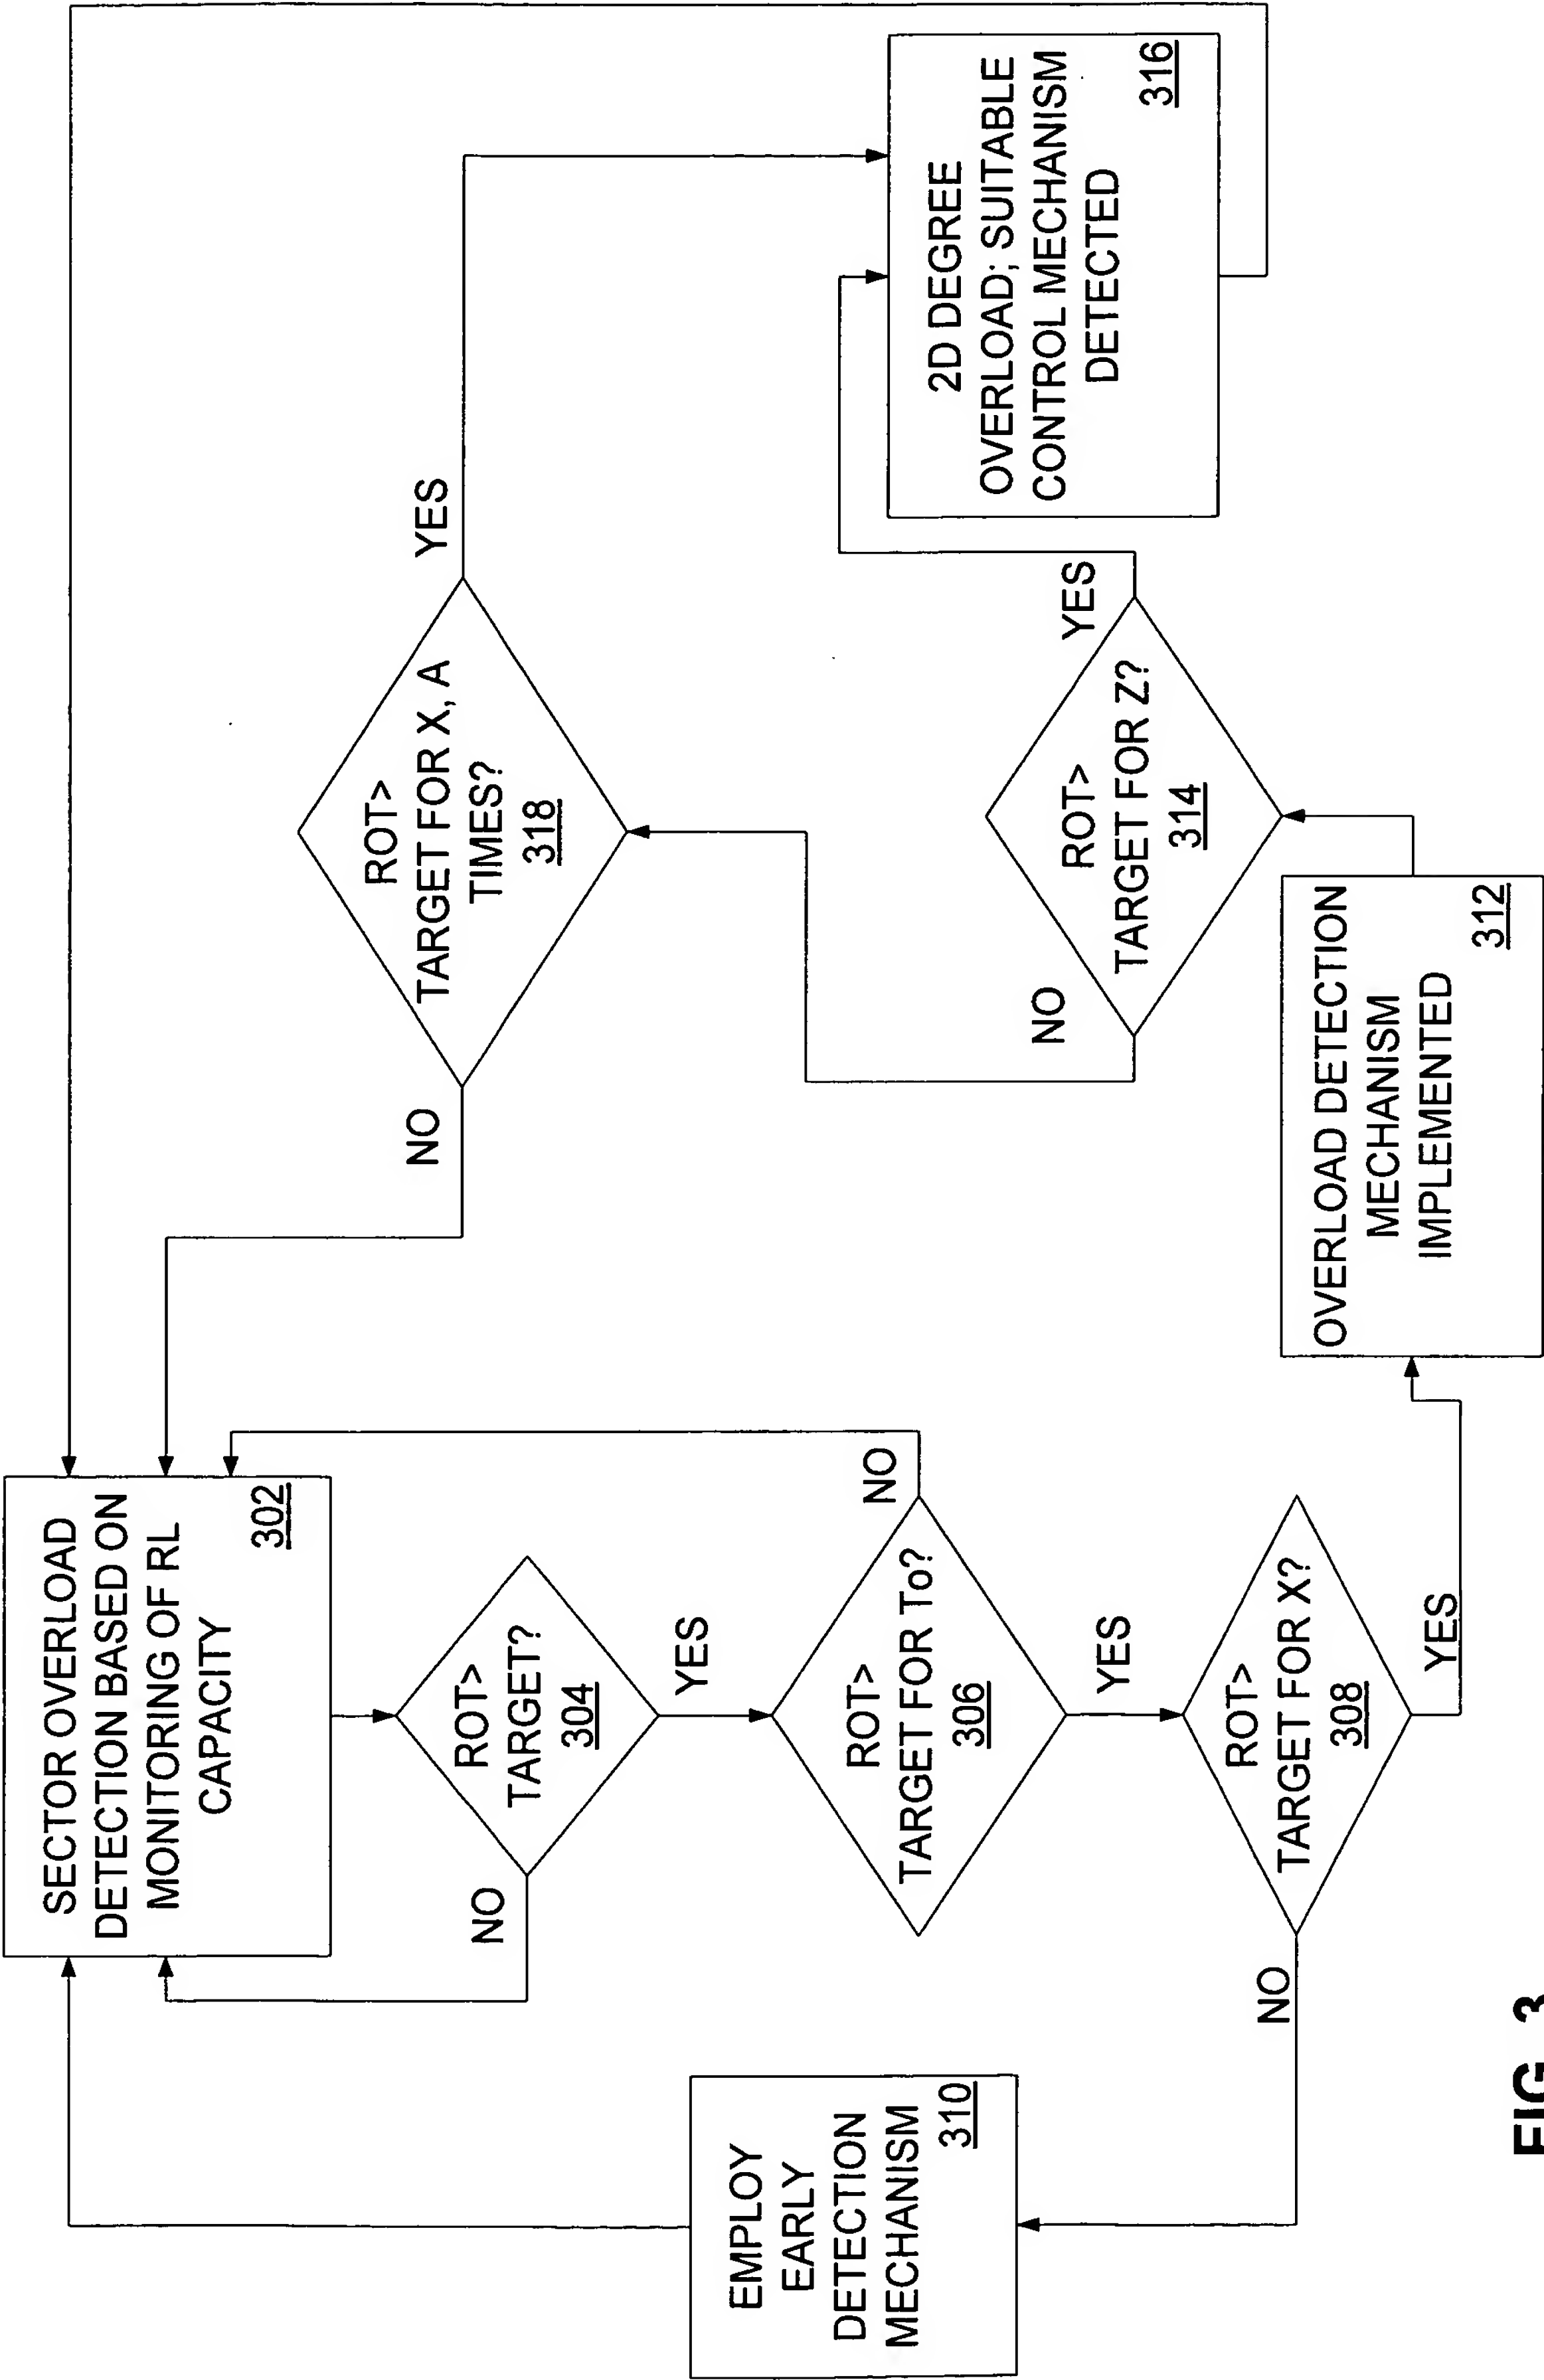 SECTOR OVERLOAD
DETECTION BASED ON
MONITORING OF RL
CAPACITY
302
ROT>
TARGET?
304
NO
YES
ROT>
TARGET FOR To?
306
NO
YES
ROT>
TARGET FOR X?
308
NO
YES
EMPLOY
EARLY
DETECTION
MECHANISM
310
OVERLOAD DETECTION
MECHANISM
IMPLEMENTED
312
ROT>
TARGET FOR Z?
314
NO
YES
ROT>
TARGET FOR X, A
TIMES?
318
NO
YES
2D DEGREE
OVERLOAD; SUITABLE
CONTROL MECHANISM
DETECTED
316
FIG. 3